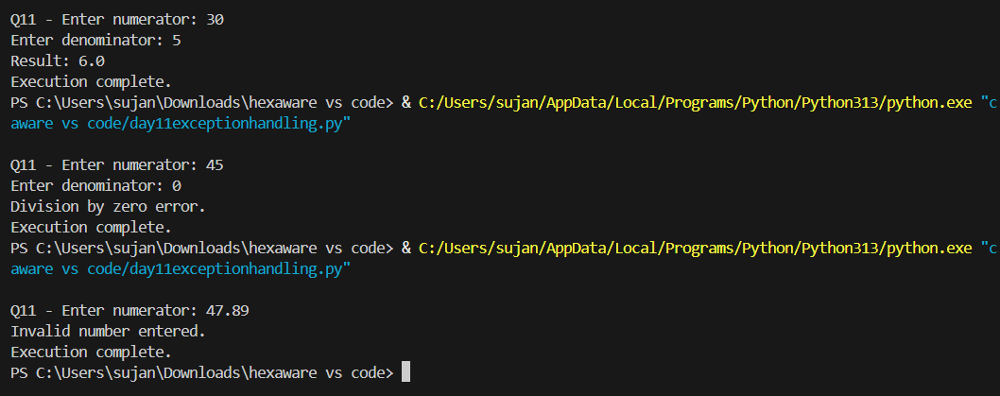 Q11 - Enter numerator: 30
Enter denominator: 5
Result: 6.0
Execution complete.
PS C:\Users\sujan\Downloads\hexaware vs code> & C:/Users/sujan/AppData/Local/Programs/Python/Python313/python.exe "c
aware vs code/day11exceptionhandling.py"
Q11 - Enter numerator: 45
Enter denominator: 0
Division by zero error.
Execution complete.
PS C:\Users\sujan\Downloads\hexaware vs code> & C:/Users/sujan/AppData/Local/Programs/Python/Python313/python.exe "c
aware vs code/day11exceptionhandling.py"
Q11 - Enter numerator: 47.89
Invalid number entered.
Execution complete.
PS C:\Users\sujan\Downloads\hexaware vs code>